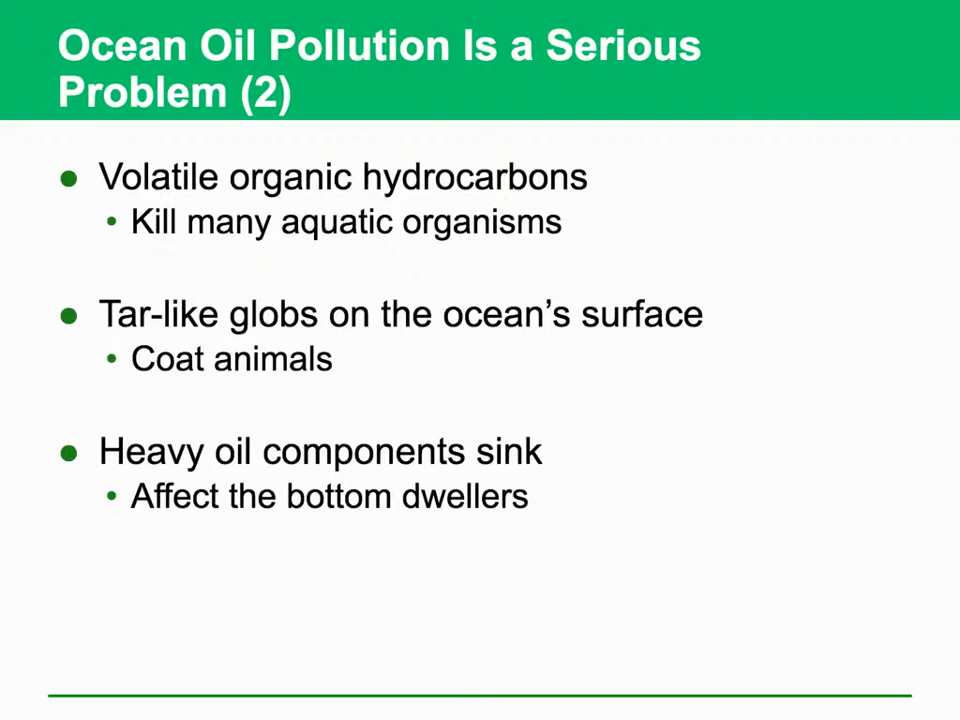 Ocean Oil Pollution Is a Serious
Problem (2)
● Volatile organic hydrocarbons
• Kill many aquatic organisms
● Tar-like globs on the ocean’s surface
• Coat animals
● Heavy oil components sink
• Affect the bottom dwellers